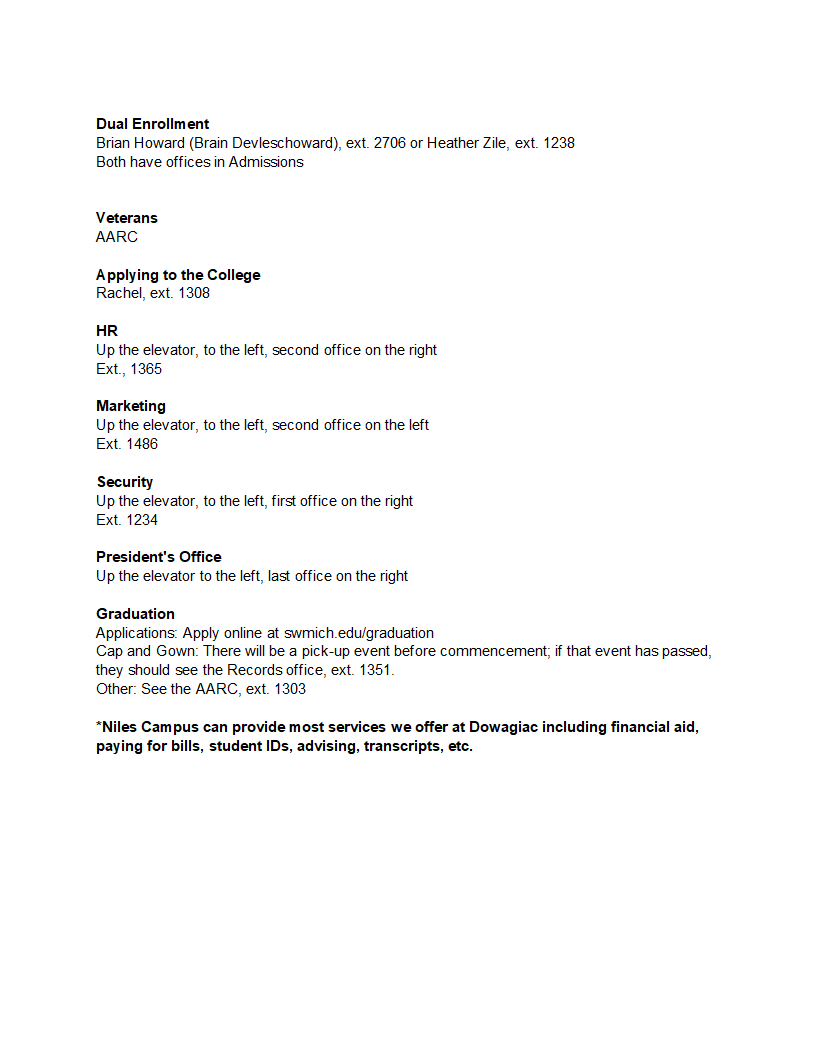 Dual Enrollment
Brian Howard (Brain Devleschoward), ext. 2706 or Heather Zile, ext. 1238
Both have offices in Admissions
Veterans
AARC
Applying to the College
Rachel, ext. 1308
HR
Up the elevator, to the left, second office on the right
Ext., 1365
Marketing
Up the elevator, to the left, second office on the left
Ext. 1486
Security
Up the elevator, to the left, first office on the right
Ext. 1234
President's Office
Up the elevator to the left, last office on the right
Graduation
Applications: Apply online at swmich.edu/graduation
Cap and Gown: There will be a pick-up event before commencement; if that event has passed,
they should see the Records office, ext. 1351.
Other: See the AARC, ext. 1303
*Niles Campus can provide most services we offer at Dowagiac including financial aid,
paying for bills, student IDs, advising, transcripts, etc.